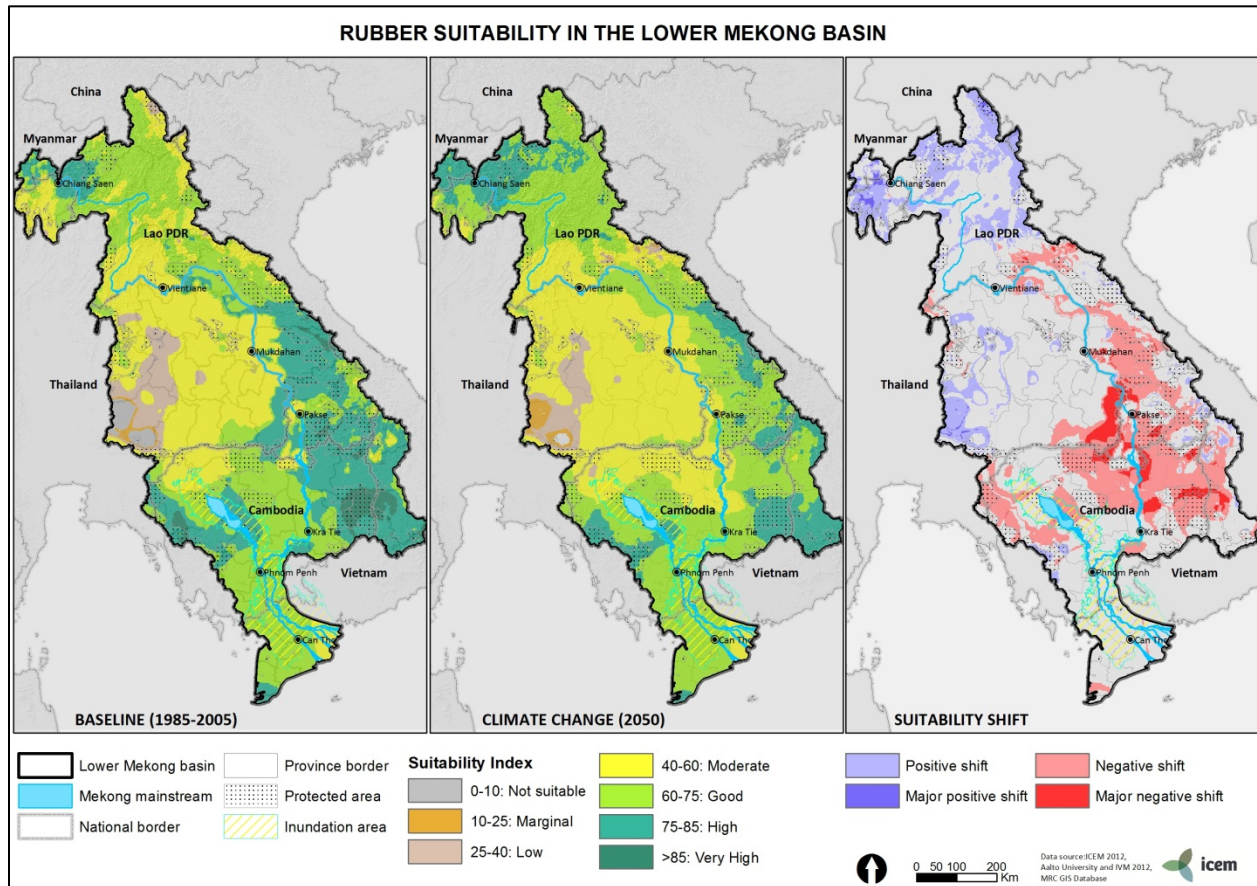 RUBBER SUITABILITY IN THE LOWER MEKONG BASIN
China
Myanmar
Chiang Saen
Lao PDR
Vientiane
Mukdahan
Thailand
Pakse
Cambodia
Kra Tie
Phnom Penh
Vietnam
Can Tho
BASELINE (1985-2005)
China
Myanmar
Chiang Saen
Lao PDR
Vientiane
Mukdahan
Thailand
Pakse
Cambodia
Kra Tie
Phnom Penh
Vietnam
Can Tho
CLIMATE CHANGE (2050)
China
Myanmar
Chiang Saen
Lao PDR
Vientiane
Mukdahan
Thailand
Pakse
Cambodia
Kra Tie
Phnom Penh
Vietnam
Can Tho
SUITABILITY SHIFT
Lower Mekong basin
Mekong mainstream
National border
Province border
Protected area
Inundation area
Suitability Index
0-10: Not suitable
10-25: Marginal
25-40: Low
40-60: Moderate
60-75: Good
75-85: High
>85: Very High
Positive shift
Major positive shift
Negative shift
Major negative shift
0 50 100 200
Km
Data source:ICEM 2012,
Aalto University and IVM 2012,
MRC GIS Database
icem